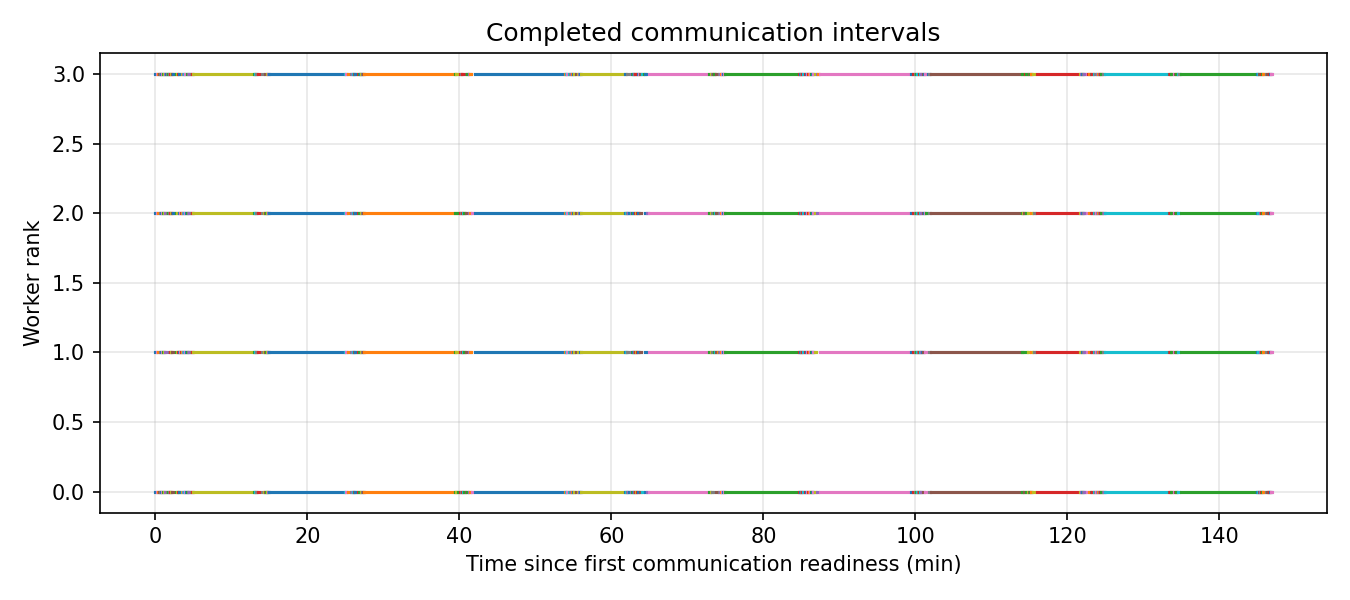 Completed communication intervals
3.0
2.5
2.0
1.5
1.0
0.5
0.0
Worker rank
0 20 40 60 80 100 120 140
Time since first communication readiness (min)